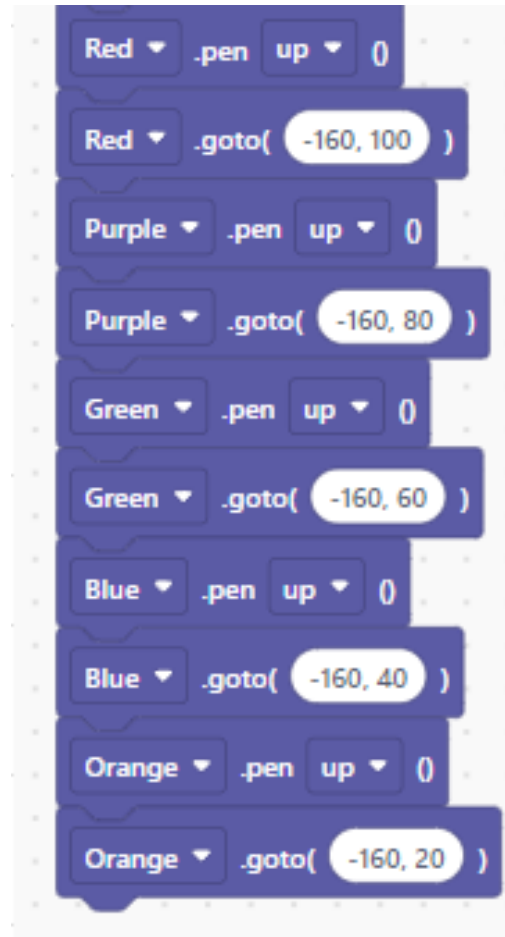 Red .pen up ()
Red .goto( -160, 100 )
Purple .pen up ()
Purple .goto( -160, 80 )
Green .pen up ()
Green .goto( -160, 60 )
Blue .pen up ()
Blue .goto( -160, 40 )
Orange .pen up ()
Orange .goto( -160, 20 )